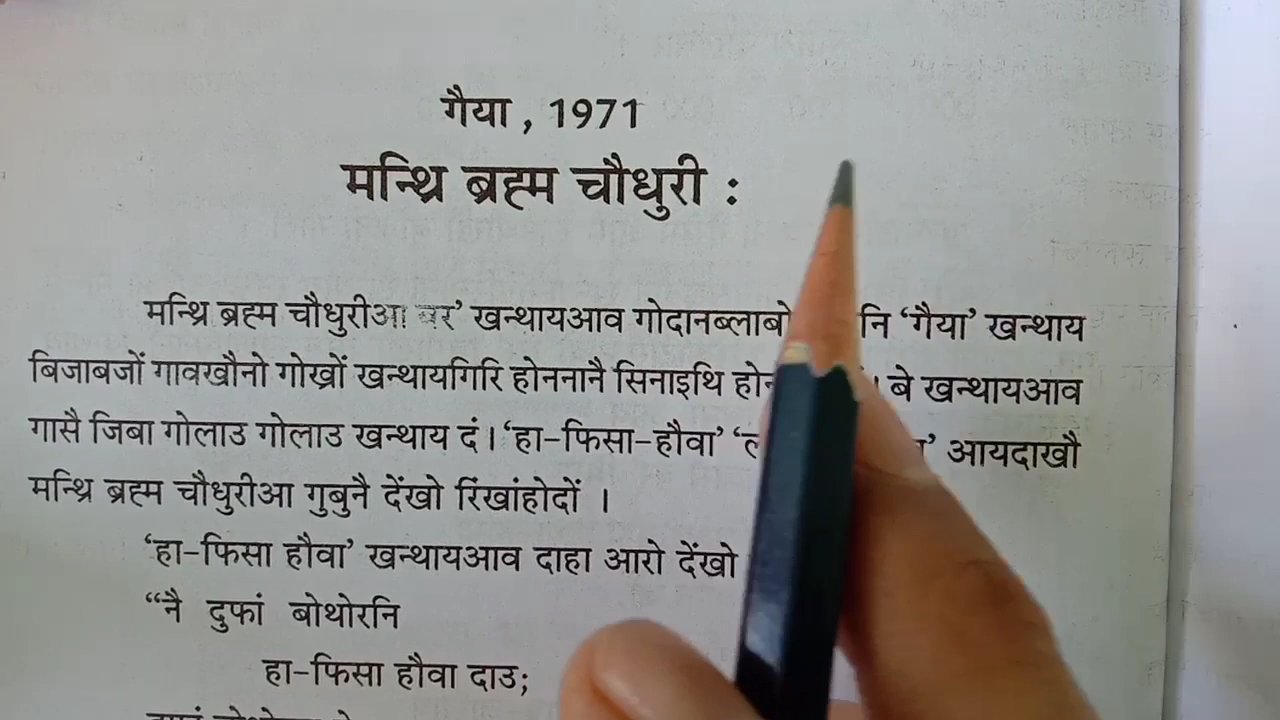 गैया , 1971
मन्थ्रि ब्रह्म चौधुरी :
मन्थ्रि ब्रह्म चौधुरीआ खन्थायआव नि ‘गैया’ खन्थाय
बिजाबजों गावखौनो गोख्रों खन्थायगिरि होननानै सिनाइथि । बे खन्थायआव
गासै जिबा गोलाउ गोलाउ खन्थाय दं । ‘हा-फिसा-हौवा’ आयदाखौ
मन्थ्रि ब्रह्म चौधुरीआ गुबुनै देंखो रिंखांहोदों ।
‘हा-फिसा हौवा’ खन्थायआव दाहा आरो देंखो
“नै दुफां बोथोरनि
हा-फिसा हौवा दाउ;